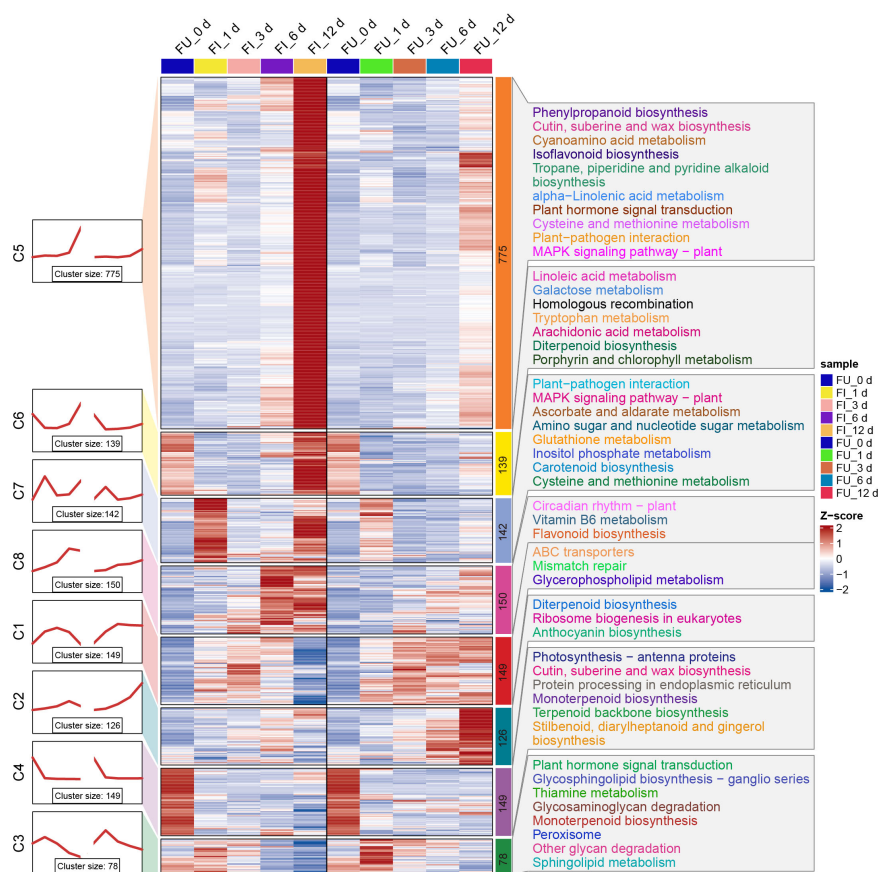 FU_0 d
FI_1 d
FI_3 d
FI_6 d
FI_12 d
FU_0 d
FU_1 d
FU_3 d
FU_6 d
FU_12 d
C5
Cluster size: 775
C6
Cluster size: 139
C7
Cluster size:142
C8
Cluster size: 150
C1
Cluster size: 149
C2
Cluster size: 126
C4
Cluster size: 149
C3
Cluster size: 78
775
139
142
150
149
126
149
78
Phenylpropanoid biosynthesis
Cutin, suberine and wax biosynthesis
Cyanoamino acid metabolism
Isoflavonoid biosynthesis
Tropane, piperidine and pyridine alkaloid
biosynthesis
alpha−Linolenic acid metabolism
Plant hormone signal transduction
Cysteine and methionine metabolism
Plant−pathogen interaction
MAPK signaling pathway − plant
Linoleic acid metabolism
Galactose metabolism
Homologous recombination
Tryptophan metabolism
Arachidonic acid metabolism
Diterpenoid biosynthesis
Porphyrin and chlorophyll metabolism
Plant−pathogen interaction
MAPK signaling pathway − plant
Ascorbate and aldarate metabolism
Amino sugar and nucleotide sugar metabolism
Glutathione metabolism
Inositol phosphate metabolism
Carotenoid biosynthesis
Cysteine and methionine metabolism
Circadian rhythm − plant
Vitamin B6 metabolism
Flavonoid biosynthesis
ABC transporters
Mismatch repair
Glycerophospholipid metabolism
Diterpenoid biosynthesis
Ribosome biogenesis in eukaryotes
Anthocyanin biosynthesis
Photosynthesis − antenna proteins
Cutin, suberine and wax biosynthesis
Protein processing in endoplasmic reticulum
Monoterpenoid biosynthesis
Terpenoid backbone biosynthesis
Stilbenoid, diarylheptanoid and gingerol
biosynthesis
Plant hormone signal transduction
Glycosphingolipid biosynthesis − ganglio series
Thiamine metabolism
Glycosaminoglycan degradation
Monoterpenoid biosynthesis
Peroxisome
Other glycan degradation
Sphingolipid metabolism
sample
FU_0 d
FI_1 d
FI_3 d
FI_6 d
FI_12 d
FU_0 d
FU_1 d
FU_3 d
FU_6 d
FU_12 d
Z−score
2
1
0
−1
−2